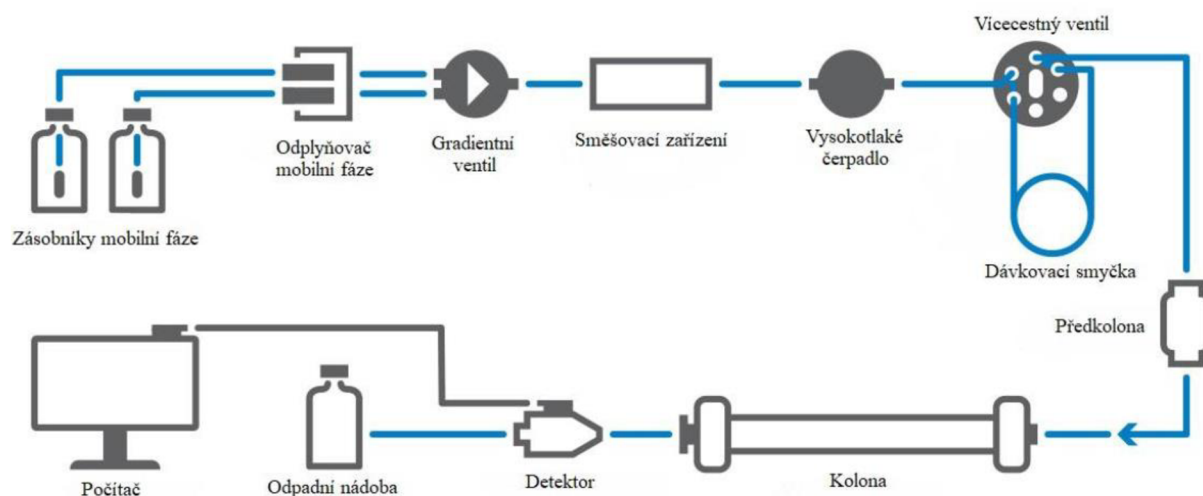 Vícecestný ventil
Odplyňovač
mobilní fáze
Gradientní
ventil
Směšovací zařízení
Vysokotlaké
čerpadlo
Zásobníky mobilní fáze
Dávkovací smyčka
Předkolona
Počítač
Odpadní nádoba
Detektor
Kolona